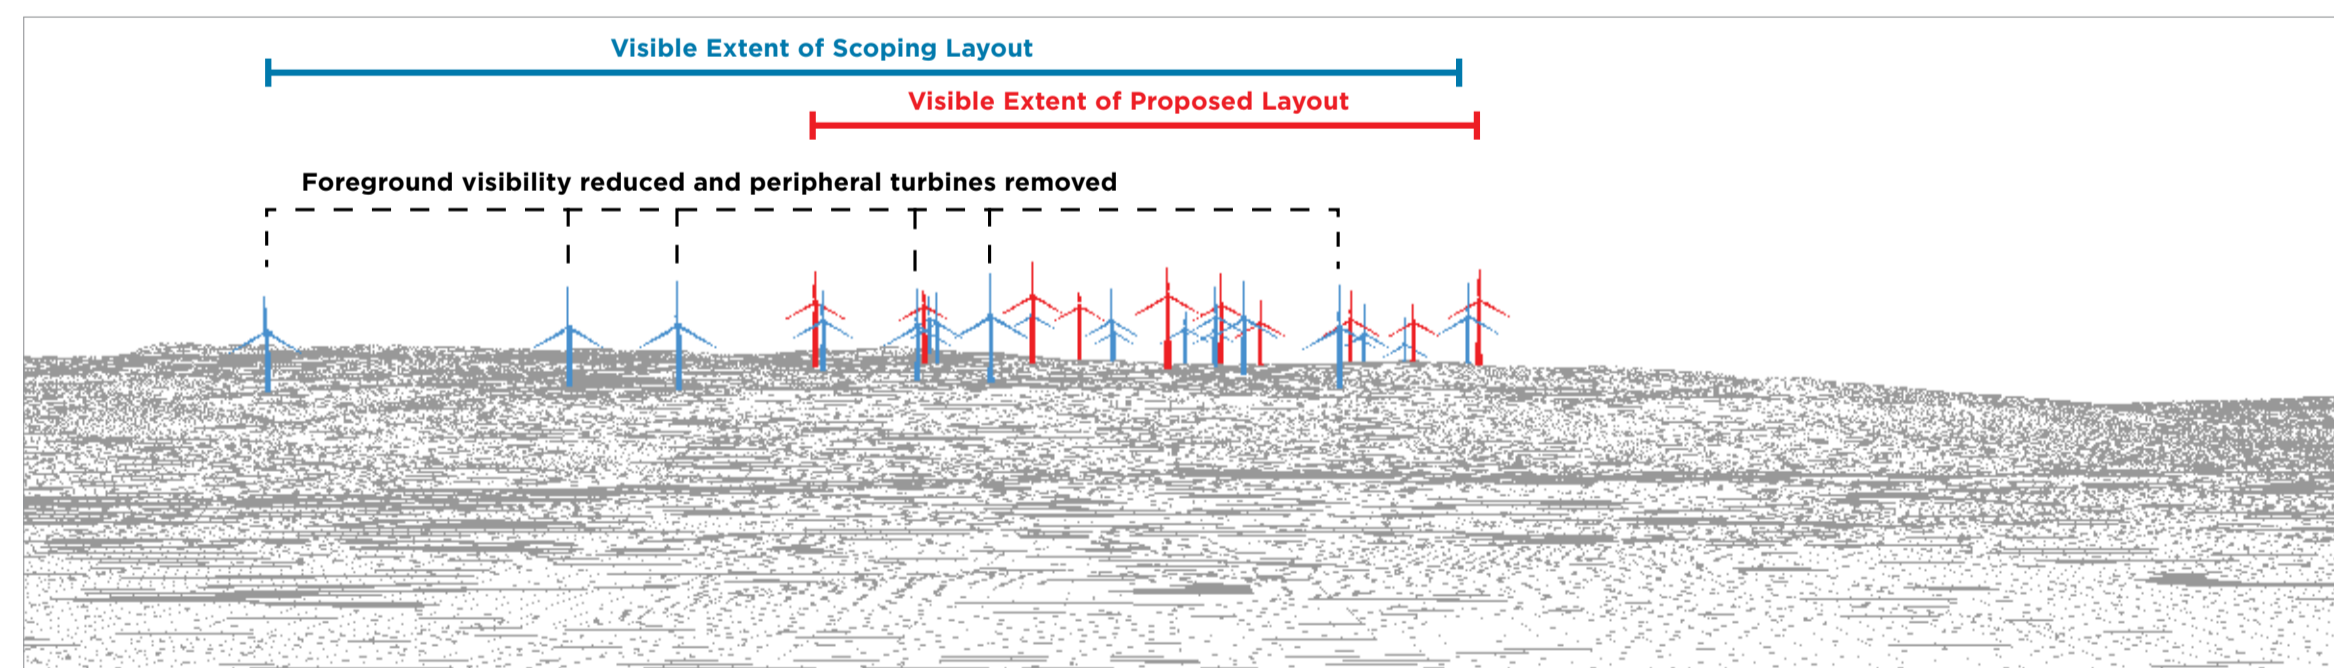 Visible Extent of Scoping Layout
Visible Extent of Proposed Layout
Foreground visibility reduced and peripheral turbines removed